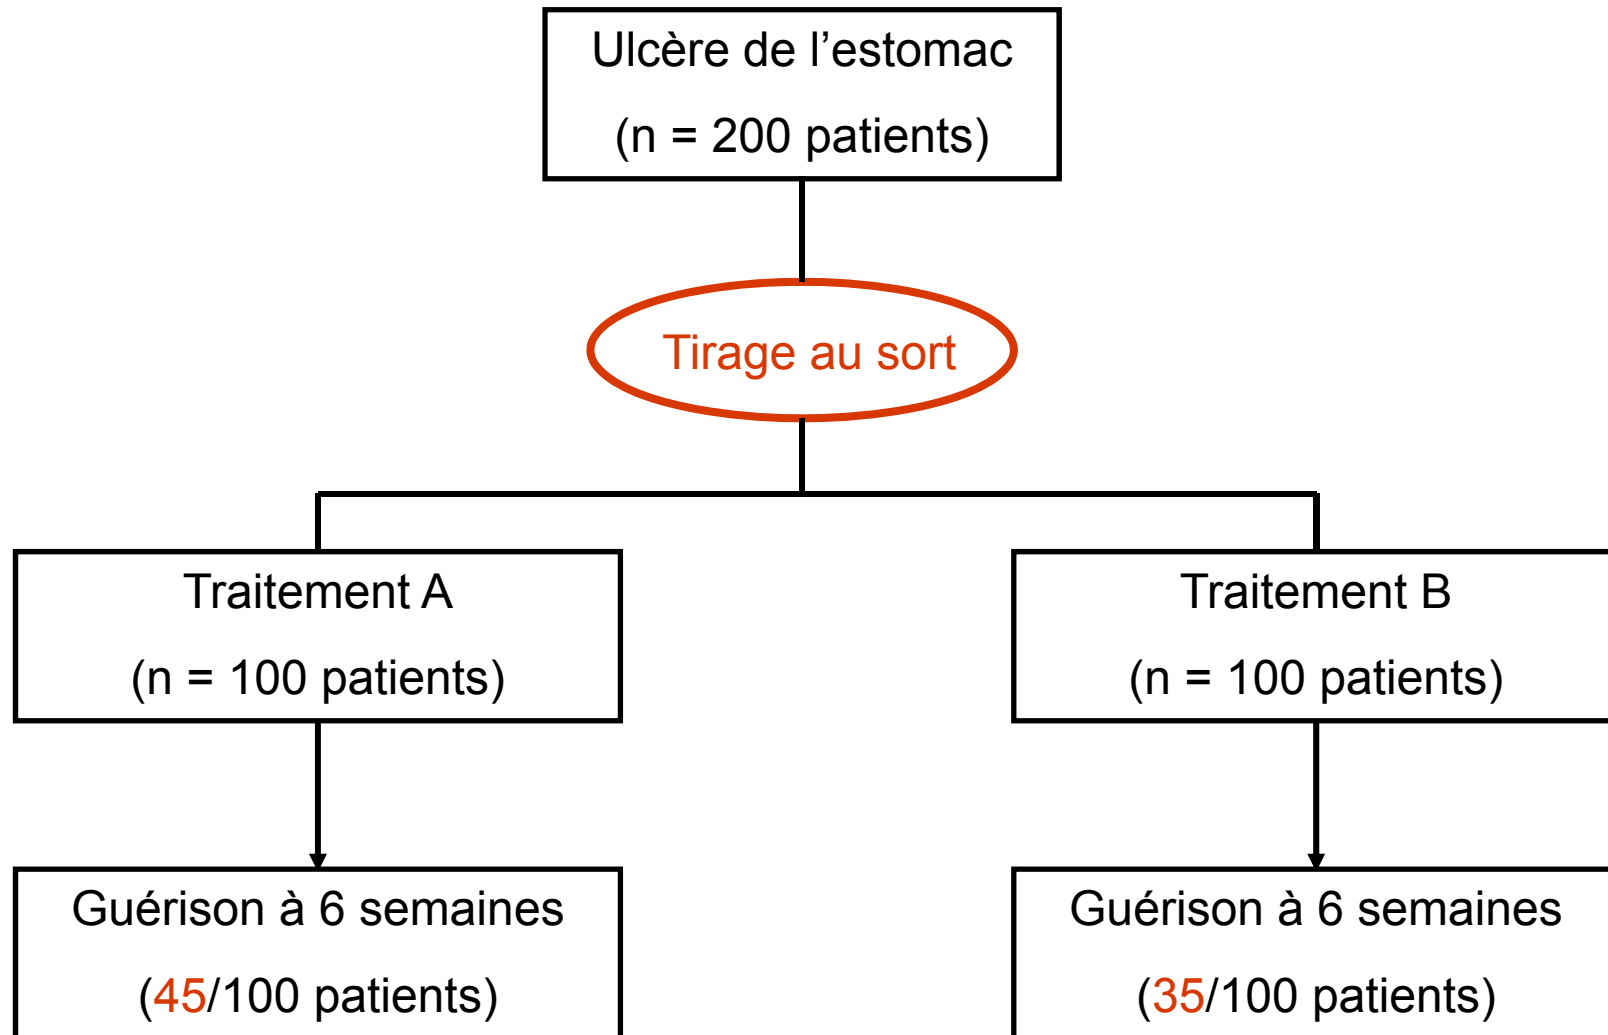 Ulcère de l’estomac
(n = 200 patients)
Tirage au sort
Traitement A
(n = 100 patients)
Traitement B
(n = 100 patients)
Guérison à 6 semaines
(45/100 patients)
Guérison à 6 semaines
(35/100 patients)